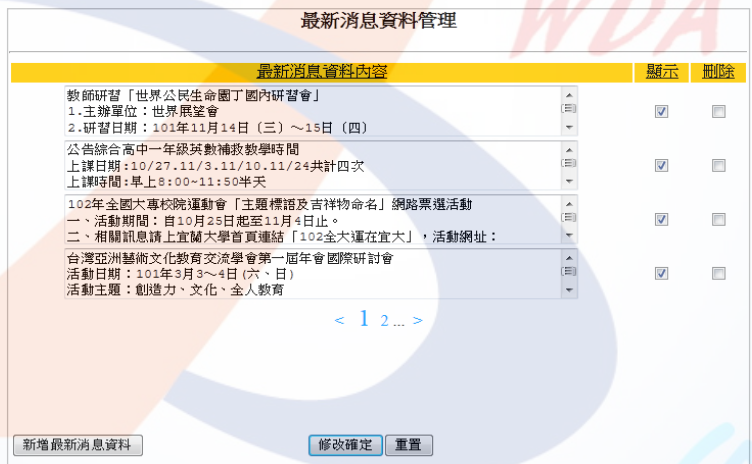 WDA
最新消息資料管理
最新消息資料內容 顯示 刪除
教師研習「世界公民生命園丁國內研習會」
1.主辦單位：世界展望會
2.研習日期：101年11月14日（三）～15日（四）
公告綜合高中一年級英數補救教學時間
上課日期:10/27.11/3.11/10.11/24共計四次
上課時間:早上8:00~11:50半天
102年全國大專校院運動會「主題標語及吉祥物命名」網路票選活動
一、活動期間：自10月25日起至11月4日止。
二、相關訊息請上宜蘭大學首頁連結「102全大運在宜大」，活動網址：
台灣亞洲藝術文化教育交流學會第一屆年會國際研討會
活動日期：101年3月3～4日(六、日)
活動主題：創造力、文化、全人教育
< 1 2 ... >
新增最新消息資料 修改確定 重置